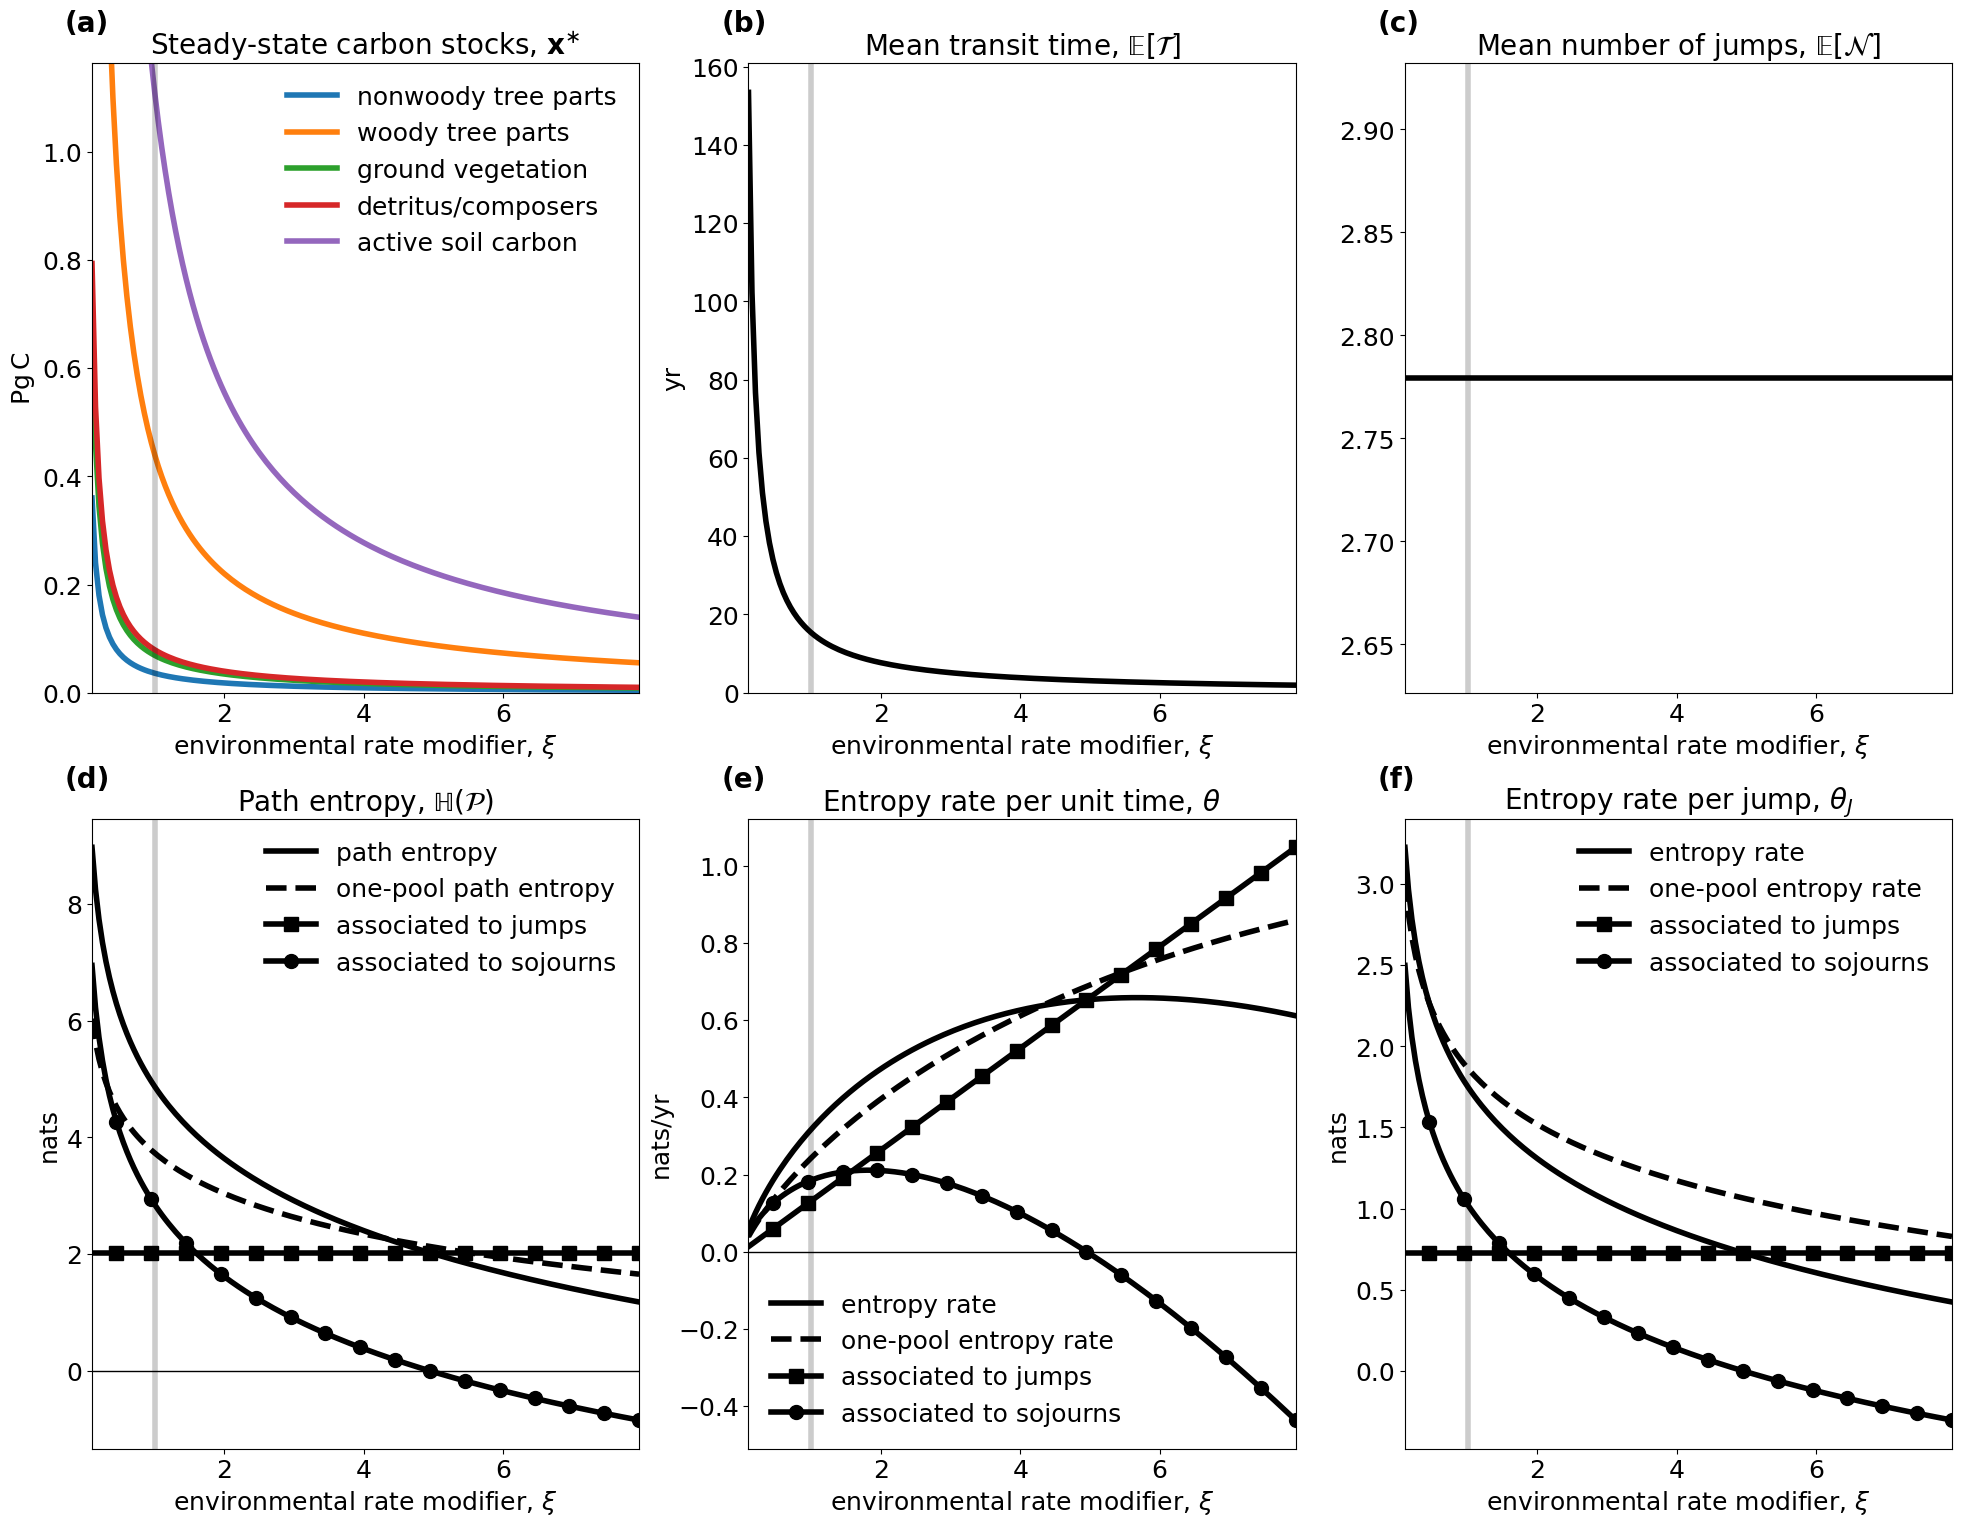 (a)
Steady-state carbon stocks, x*
1.0
0.8
0.6
0.4
0.2
0.0
Pg C
nonwoody tree parts
woody tree parts
ground vegetation
detritus/composers
active soil carbon
2 4 6
environmental rate modifier, ξ
(b)
Mean transit time, 𝔼[𝒯]
160
140
120
100
80
60
40
20
0
yr
2 4 6
environmental rate modifier, ξ
(c)
Mean number of jumps, 𝔼[𝒩]
2.90
2.85
2.80
2.75
2.70
2.65
2 4 6
environmental rate modifier, ξ
(d)
Path entropy, ℍ(𝒫)
8
6
4
2
0
nats
path entropy
one-pool path entropy
associated to jumps
associated to sojourns
2 4 6
environmental rate modifier, ξ
(e)
Entropy rate per unit time, θ
1.0
0.8
0.6
0.4
0.2
0.0
−0.2
−0.4
nats/yr
entropy rate
one-pool entropy rate
associated to jumps
associated to sojourns
2 4 6
environmental rate modifier, ξ
(f)
Entropy rate per jump, θ_J
3.0
2.5
2.0
1.5
1.0
0.5
0.0
nats
entropy rate
one-pool entropy rate
associated to jumps
associated to sojourns
2 4 6
environmental rate modifier, ξ